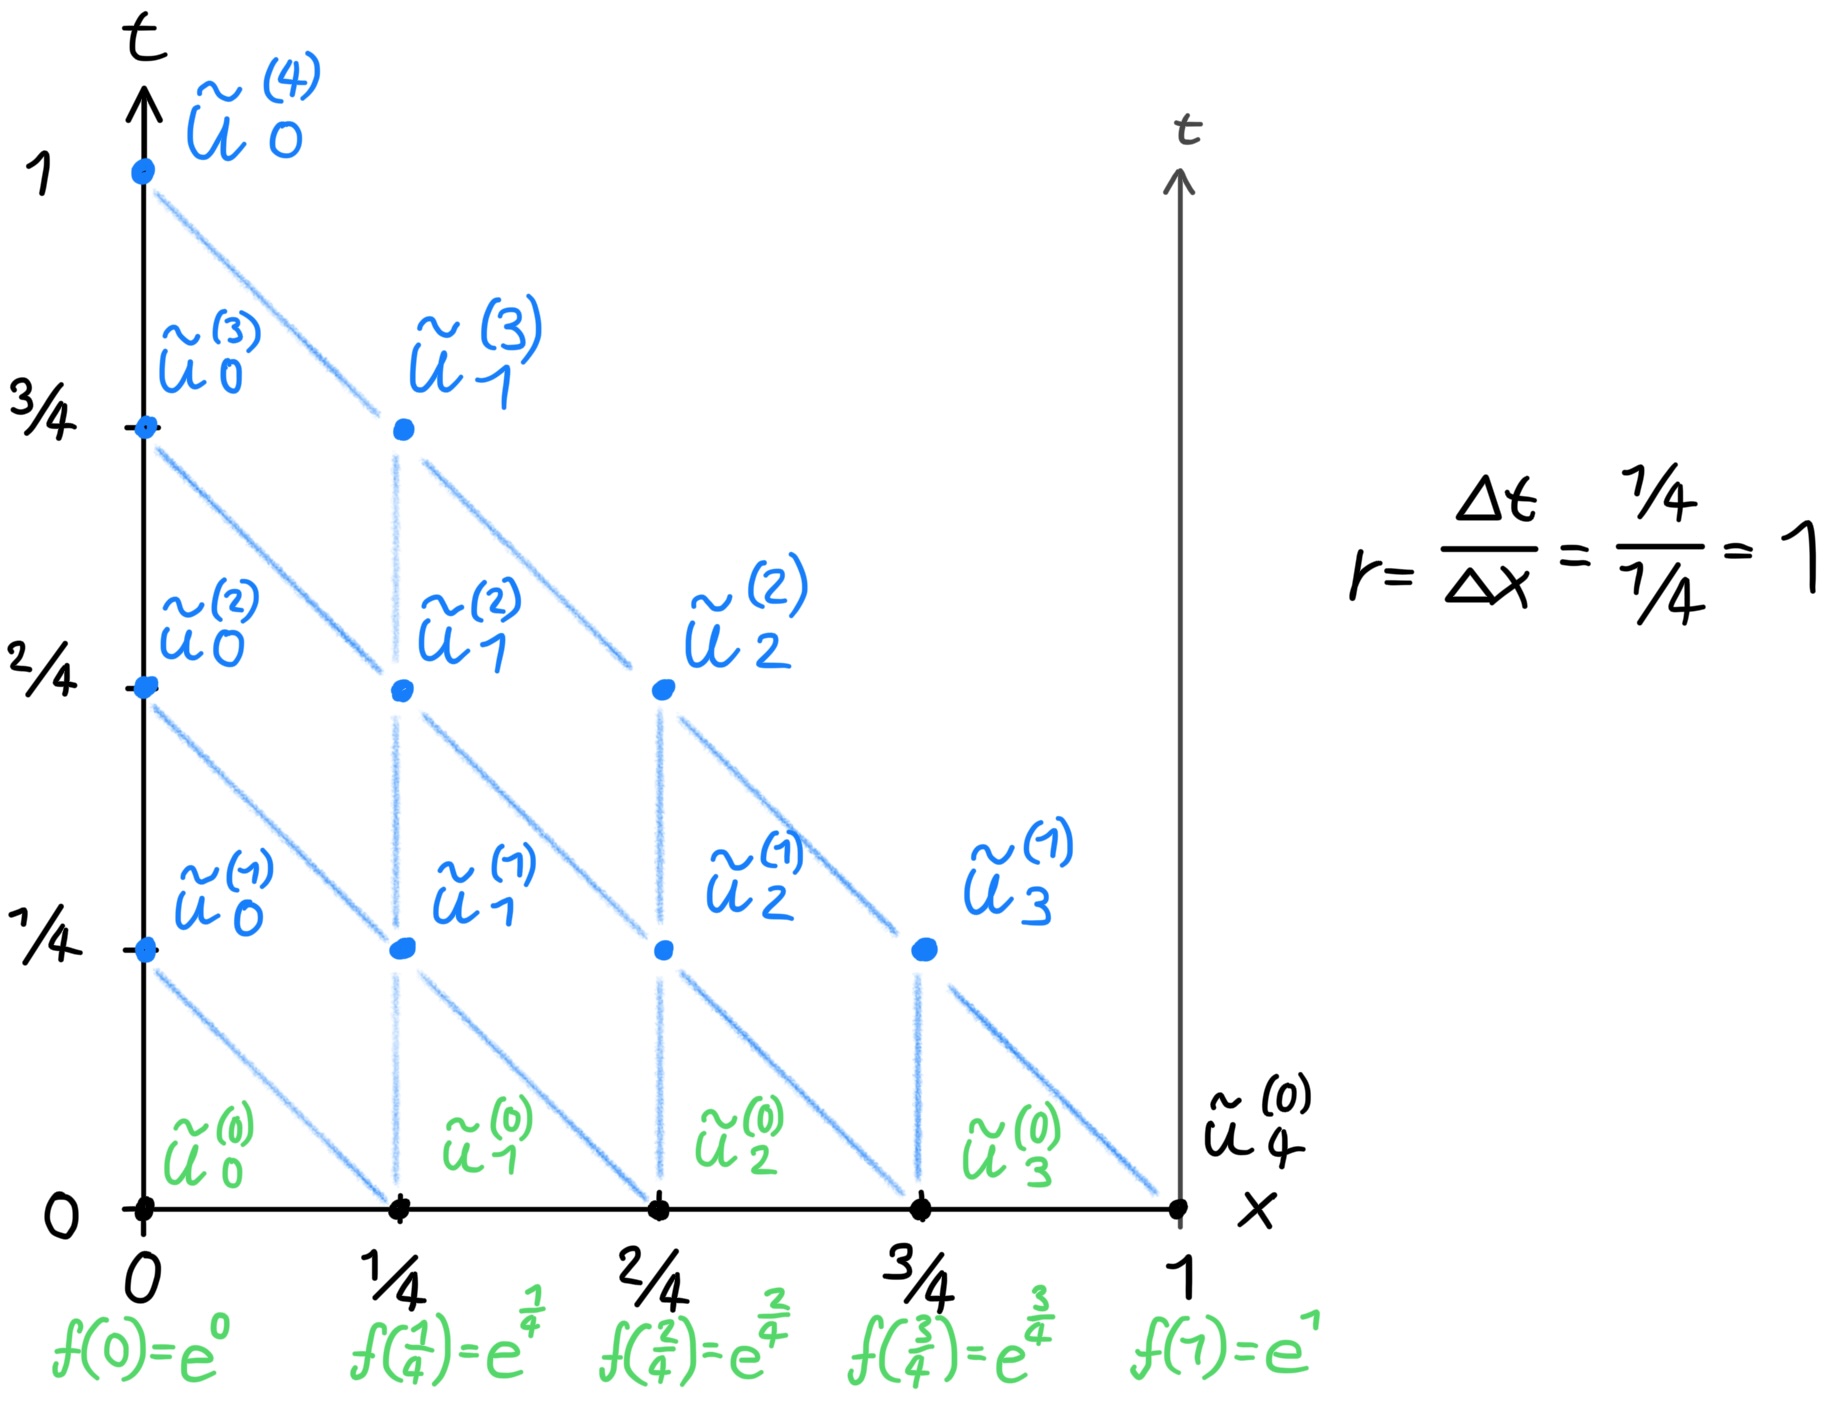 t
ũ₀⁽⁴⁾
t
1
ũ₀⁽³⁾ ũ₁⁽³⁾
3/4
r = Δt/Δx = (1/4)/(1/4) = 1
ũ₀⁽²⁾ ũ₁⁽²⁾ ũ₂⁽²⁾
2/4
ũ₀⁽¹⁾ ũ₁⁽¹⁾ ũ₂⁽¹⁾ ũ₃⁽¹⁾
1/4
ũ₀⁽⁰⁾ ũ₁⁽⁰⁾ ũ₂⁽⁰⁾ ũ₃⁽⁰⁾ ũ₄⁽⁰⁾
0 x
0 1/4 2/4 3/4 1
f(0)=e^0 f(1/4)=e^(1/4) f(2/4)=e^(2/4) f(3/4)=e^(3/4) f(1)=e^1